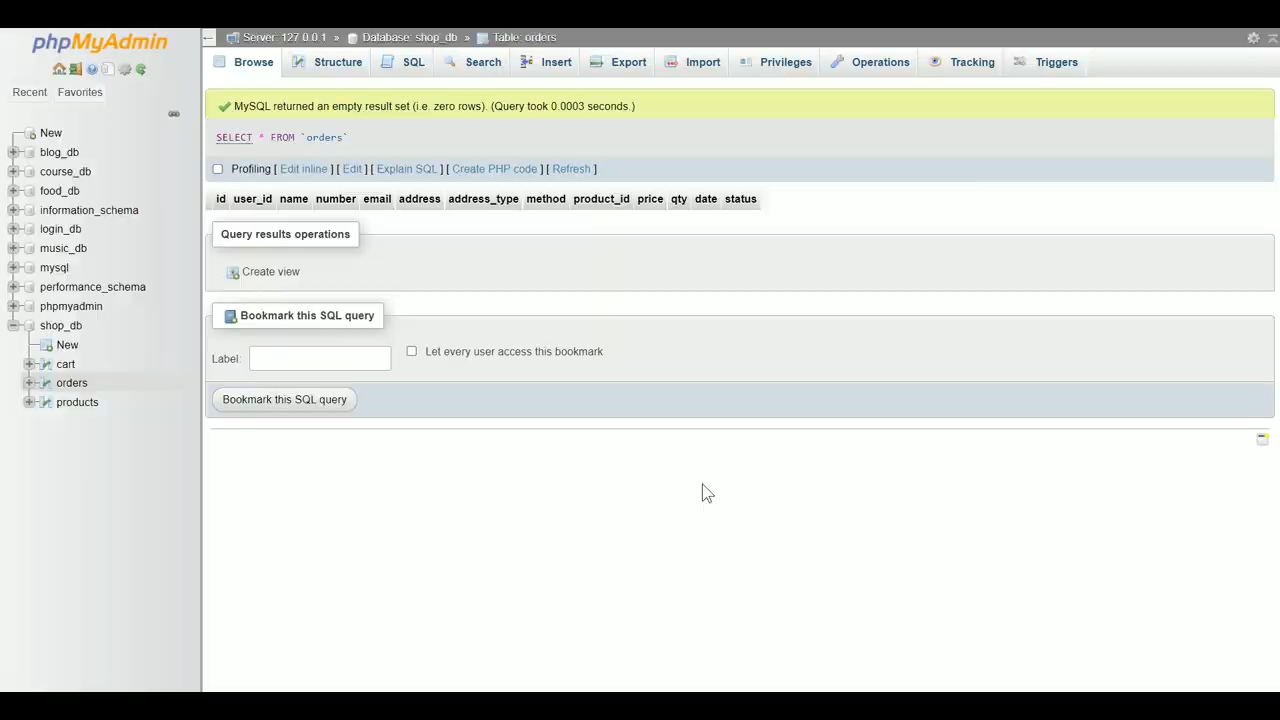 phpMyAdmin
Recent Favorites
New
blog_db
course_db
food_db
information_schema
login_db
music_db
mysql
performance_schema
phpmyadmin
shop_db
New
cart
orders
products
Server: 127.0.0.1 » Database: shop_db » Table: orders
Browse Structure SQL Search Insert Export Import Privileges Operations Tracking Triggers
MySQL returned an empty result set (i.e. zero rows). (Query took 0.0003 seconds.)
SELECT * FROM `orders`
Profiling [ Edit inline ] [ Edit ] [ Explain SQL ] [ Create PHP code ] [ Refresh ]
id user_id name number email address address_type method product_id price qty date status
Query results operations
Create view
Bookmark this SQL query
Label: Let every user access this bookmark
Bookmark this SQL query